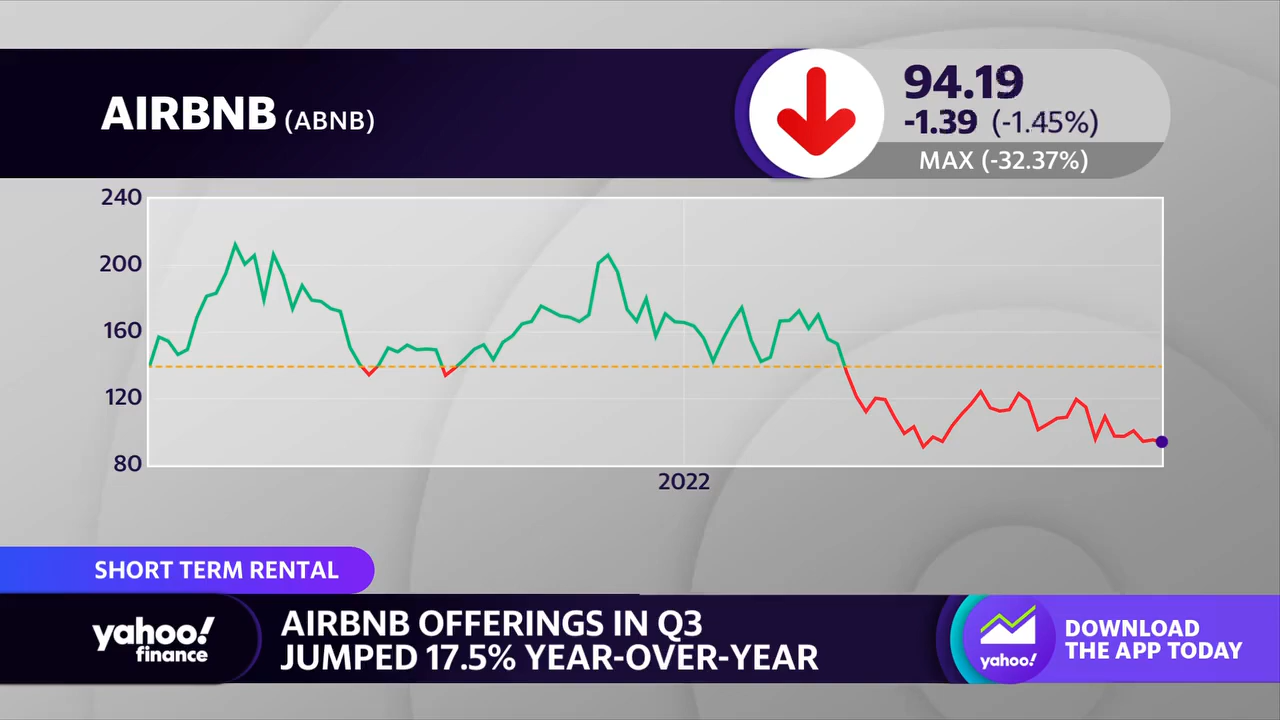 AIRBNB (ABNB)
94.19
-1.39 (-1.45%)
MAX (-32.37%)
240
200
160
120
80
2022
SHORT TERM RENTAL
yahoo!
finance
AIRBNB OFFERINGS IN Q3
JUMPED 17.5% YEAR-OVER-YEAR
yahoo!
DOWNLOAD
THE APP TODAY